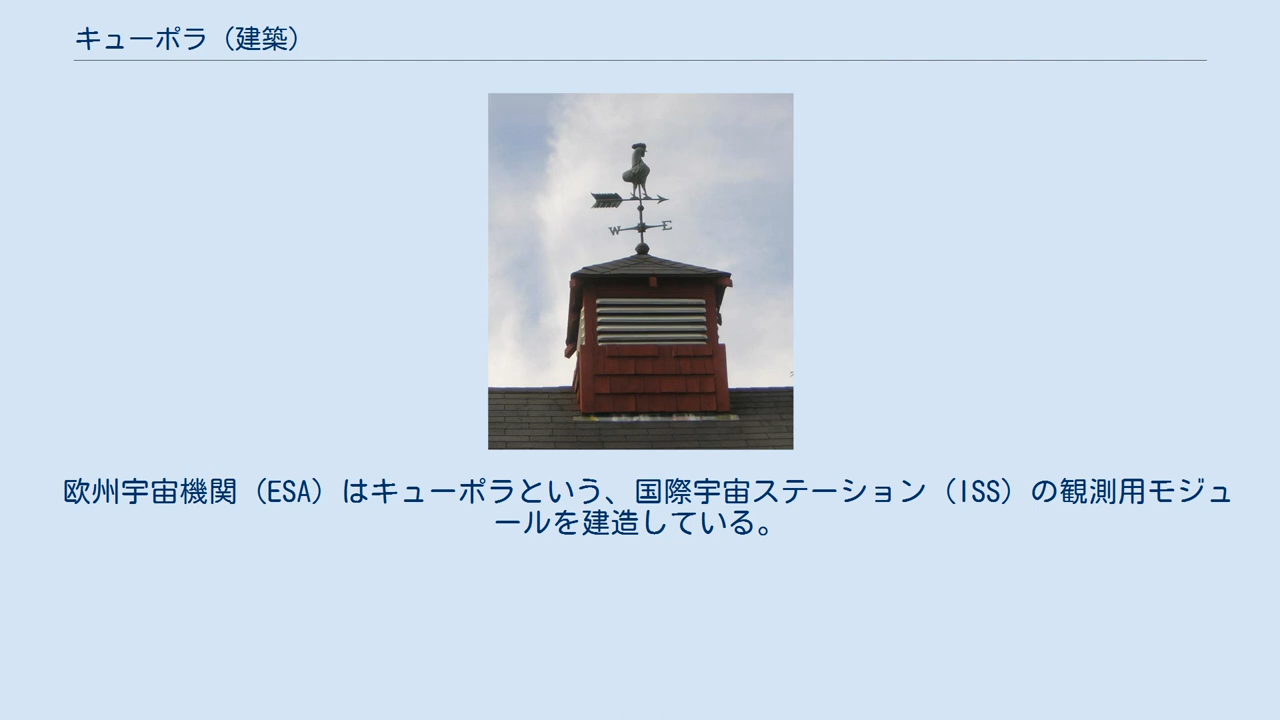 キューポラ（建築）
W E
欧州宇宙機関（ESA）はキューポラという、国際宇宙ステーション（ISS）の観測用モジュ
ールを建造している。